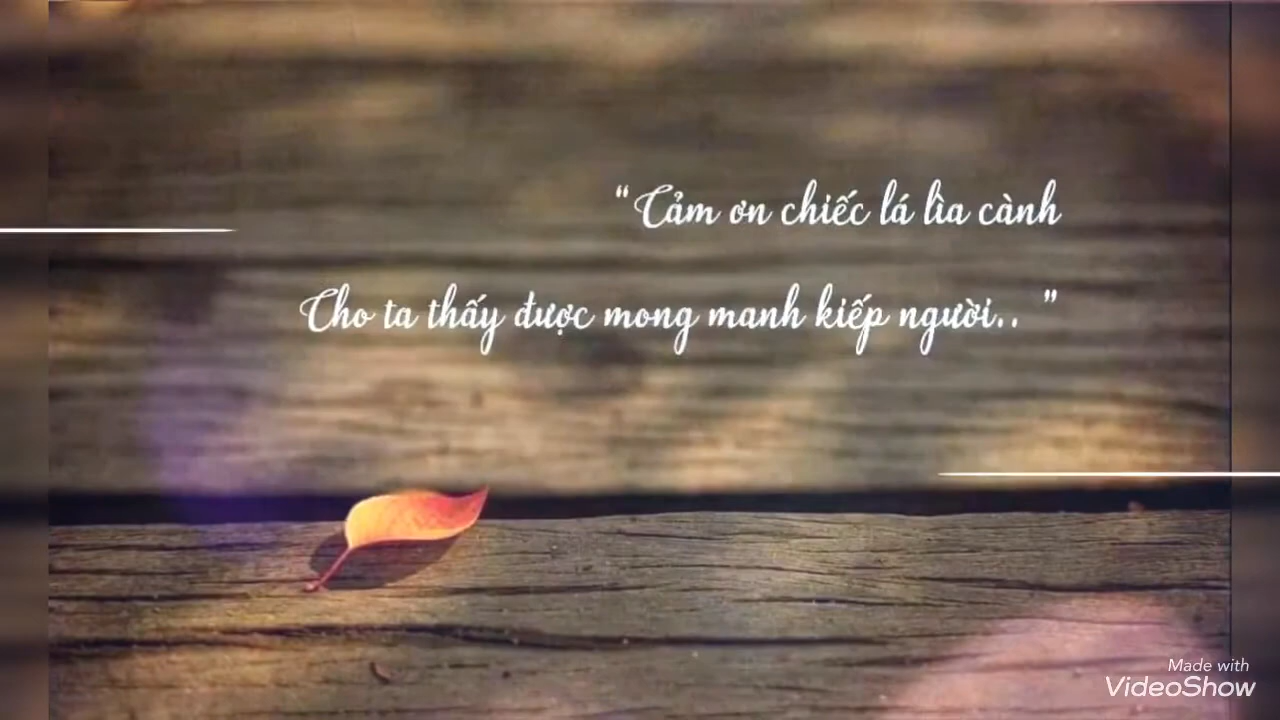 “Cảm ơn chiếc lá lìa cành
Cho ta thấy được mong manh kiếp người.. ”
Made with
VideoShow